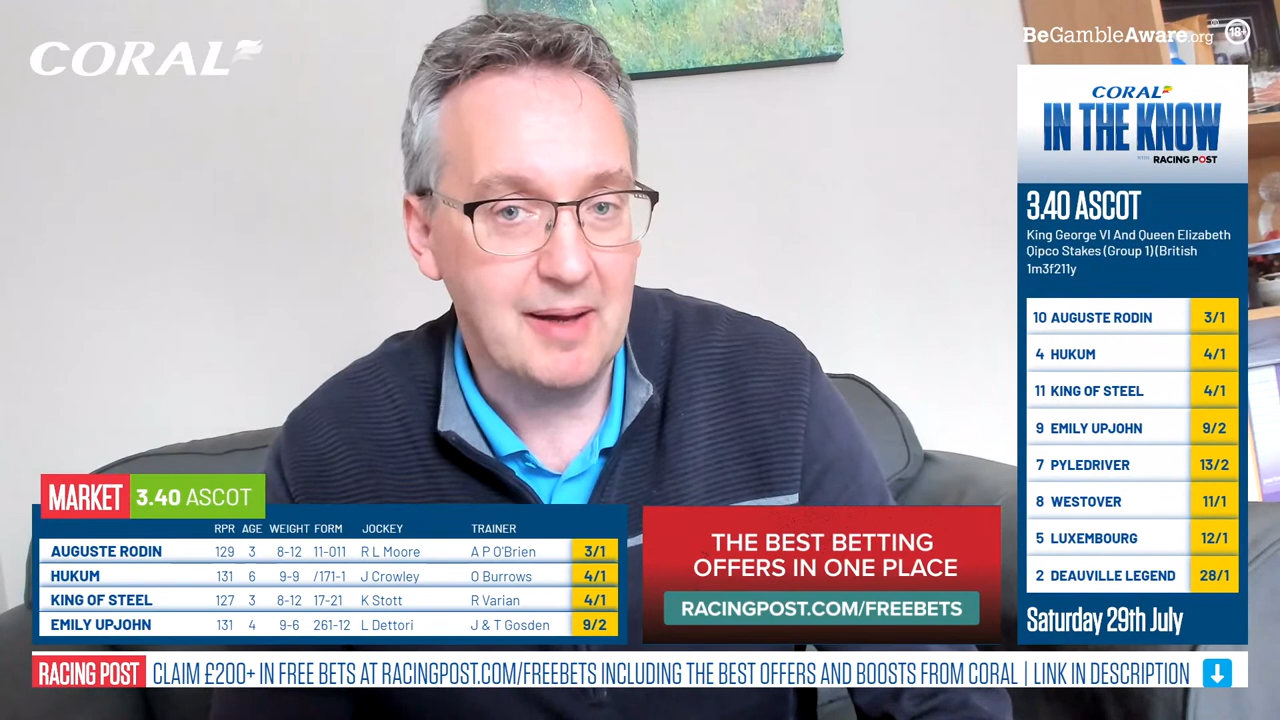 CORAL
BeGambleAware.org® 18+
CORAL
IN THE KNOW
WITH RACING POST
3.40 ASCOT
King George VI And Queen Elizabeth
Qipco Stakes (Group 1) (British
1m3f211y
10 AUGUSTE RODIN 3/1
4 HUKUM 4/1
11 KING OF STEEL 4/1
9 EMILY UPJOHN 9/2
7 PYLEDRIVER 13/2
8 WESTOVER 11/1
5 LUXEMBOURG 12/1
2 DEAUVILLE LEGEND 28/1
Saturday 29th July
MARKET 3.40 ASCOT
RPR AGE WEIGHT FORM JOCKEY TRAINER
AUGUSTE RODIN 129 3 8-12 11-011 R L Moore A P O'Brien 3/1
HUKUM 131 6 9-9 /171-1 J Crowley O Burrows 4/1
KING OF STEEL 127 3 8-12 17-21 K Stott R Varian 4/1
EMILY UPJOHN 131 4 9-6 261-12 L Dettori J & T Gosden 9/2
THE BEST BETTING
OFFERS IN ONE PLACE
RACINGPOST.COM/FREEBETS
RACING POST CLAIM £200+ IN FREE BETS AT RACINGPOST.COM/FREEBETS INCLUDING THE BEST OFFERS AND BOOSTS FROM CORAL | LINK IN DESCRIPTION